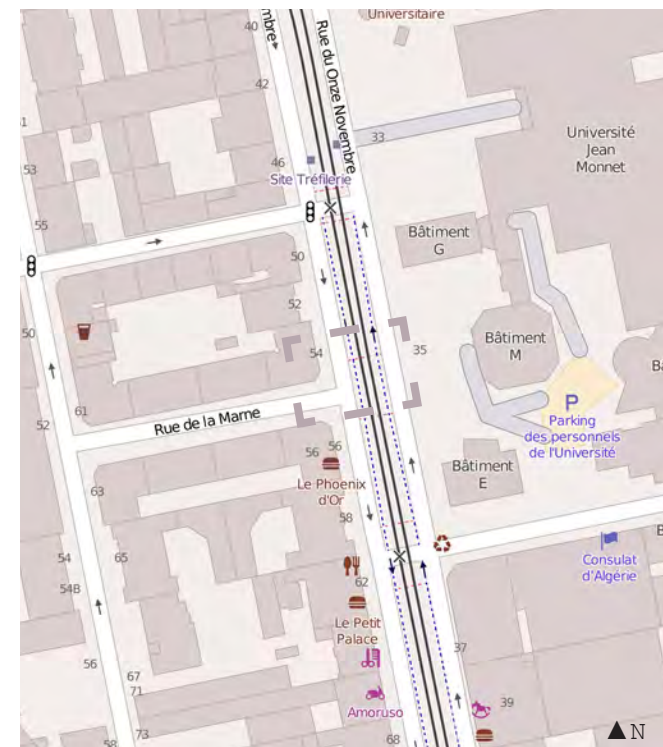 Universitaire
mbre
40
Rue du Onze Novembre
42
33
Université
Jean
Monnet
53
46
Site Tréfilerie
55
Bâtiment
G
50
52
50
54
35
Bâtiment
M
P
Parking
des personnels
de l'Université
61
52
Rue de la Marne
56
56
Le Phoenix
d'Or
Bâtiment
E
63
58
54
65
54B
62
Consulat
d'Algérie
Le Petit
Palace
56
67
71
37
39
Amoruso
73
58
68
N